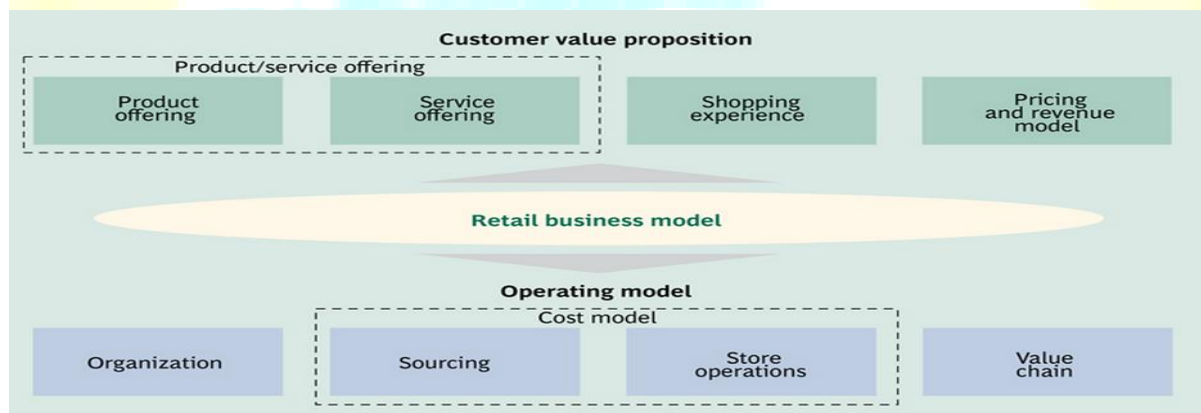 Customer value proposition
Product/service offering
Product
offering
Service
offering
Shopping
experience
Pricing
and revenue
model
Retail business model
Operating model
Cost model
Organization
Sourcing
Store
operations
Value
chain